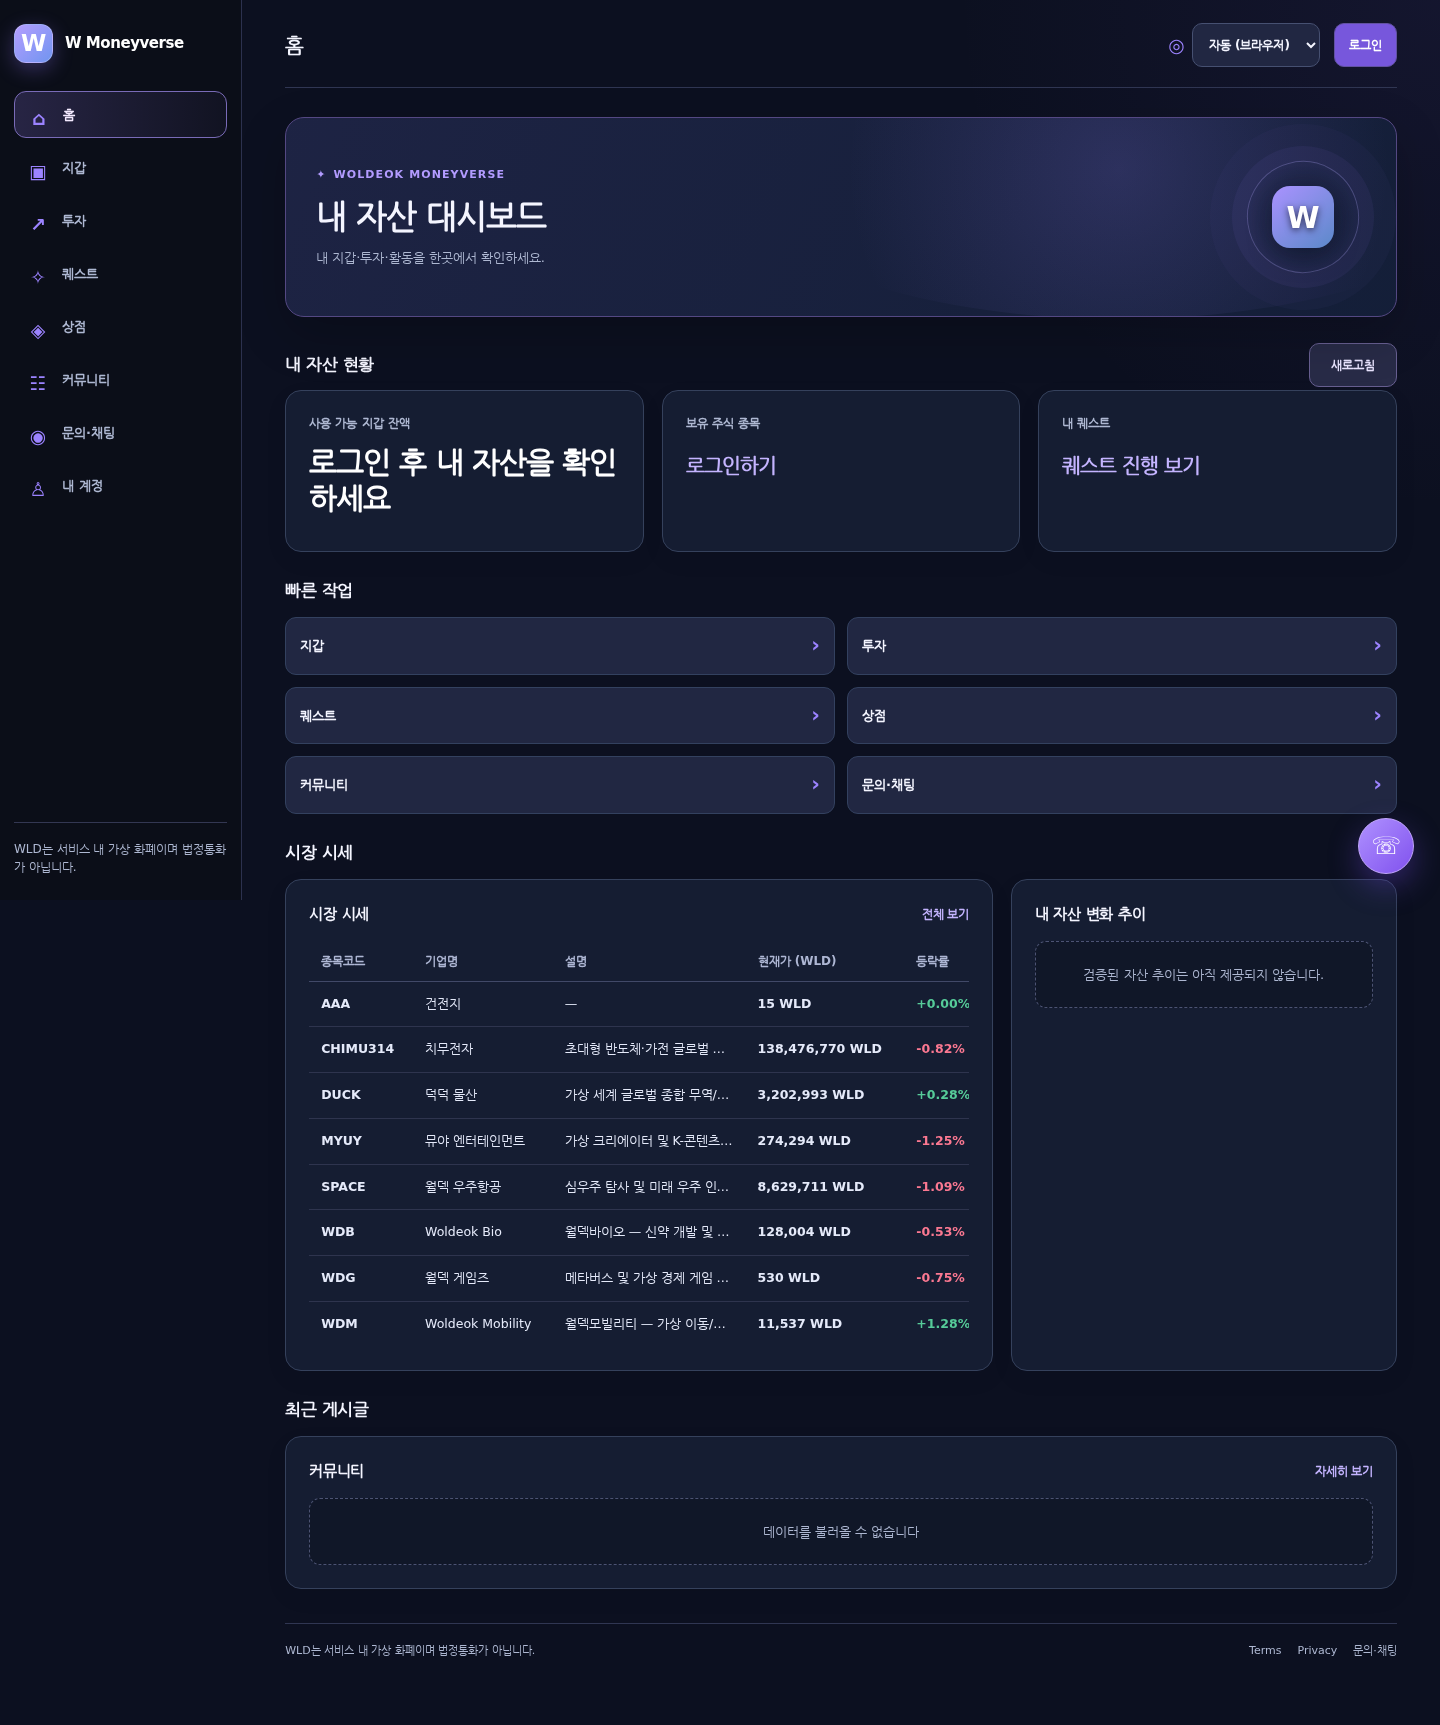 W Moneyverse
홈
지갑
투자
퀘스트
상점
커뮤니티
문의·채팅
내 계정
WLD는 서비스 내 가상 화폐이며 법정통화
가 아닙니다.
홈
자동 (브라우저)
로그인
WOLDEOK MONEYVERSE
내 자산 대시보드
내 지갑·투자·활동을 한곳에서 확인하세요.
W
내 자산 현황
새로고침
사용 가능 지갑 잔액
로그인 후 내 자산을 확인
하세요
보유 주식 종목
로그인하기
내 퀘스트
퀘스트 진행 보기
빠른 작업
지갑 ›
투자 ›
퀘스트 ›
상점 ›
커뮤니티 ›
문의·채팅 ›
시장 시세
시장 시세
전체 보기
종목코드 기업명 설명 현재가 (WLD) 등락률
AAA 건전지 — 15 WLD +0.00%
CHIMU314 치무전자 초대형 반도체·가전 글로벌 ... 138,476,770 WLD -0.82%
DUCK 덕덕 물산 가상 세계 글로벌 종합 무역/... 3,202,993 WLD +0.28%
MYUY 뮤야 엔터테인먼트 가상 크리에이터 및 K-콘텐츠... 274,294 WLD -1.25%
SPACE 월덱 우주항공 심우주 탐사 및 미래 우주 인... 8,629,711 WLD -1.09%
WDB Woldeok Bio 월덱바이오 — 신약 개발 및 ... 128,004 WLD -0.53%
WDG 월덱 게임즈 메타버스 및 가상 경제 게임 ... 530 WLD -0.75%
WDM Woldeok Mobility 월덱모빌리티 — 가상 이동/... 11,537 WLD +1.28%
내 자산 변화 추이
검증된 자산 추이는 아직 제공되지 않습니다.
최근 게시글
커뮤니티
자세히 보기
데이터를 불러올 수 없습니다
WLD는 서비스 내 가상 화폐이며 법정통화가 아닙니다.
Terms Privacy 문의·채팅